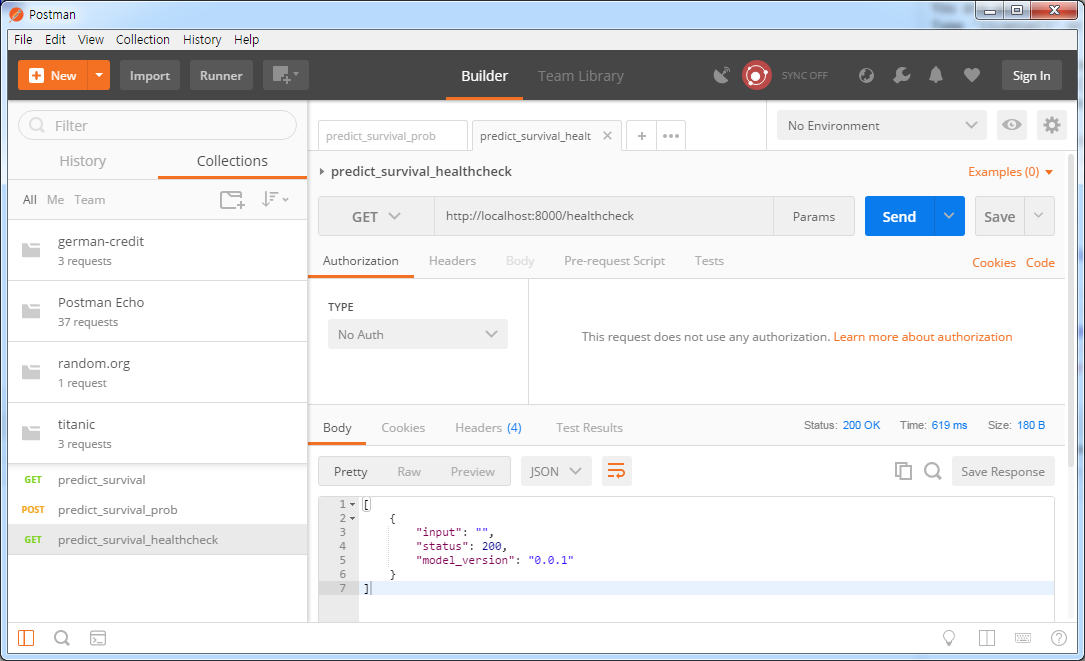 Postman
File Edit View Collection History Help
New Import Runner Builder Team Library SYNC OFF Sign In
Filter
History Collections
All Me Team
german-credit
3 requests
Postman Echo
37 requests
random.org
1 request
titanic
3 requests
GET predict_survival
POST predict_survival_prob
GET predict_survival_healthcheck
predict_survival_prob predict_survival_healt No Environment
predict_survival_healthcheck Examples (0)
GET http://localhost:8000/healthcheck Params Send Save
Authorization Headers Body Pre-request Script Tests Cookies Code
TYPE
No Auth
This request does not use any authorization. Learn more about authorization
Body Cookies Headers (4) Test Results Status: 200 OK Time: 619 ms Size: 180 B
Pretty Raw Preview JSON Save Response
1 [
2 {
3 "input": "",
4 "status": 200,
5 "model_version": "0.0.1"
6 }
7 ]